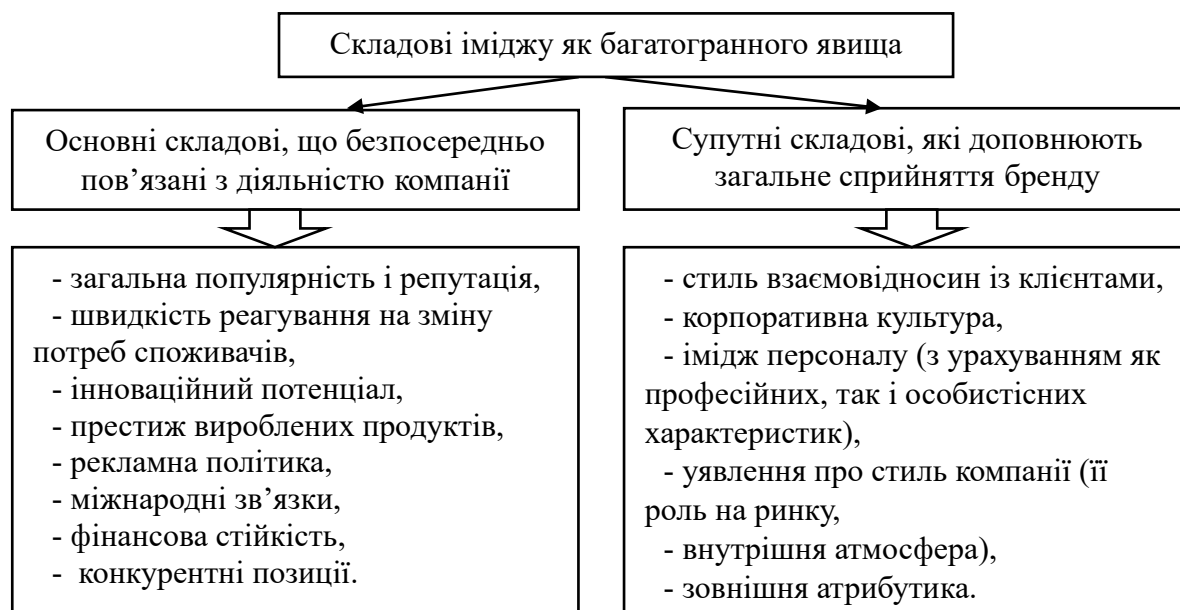 Складові іміджу як багатогранного явища
Основні складові, що безпосередньо
пов’язані з діяльністю компанії
Супутні складові, які доповнюють
загальне сприйняття бренду
- загальна популярність і репутація,
- швидкість реагування на зміну
потреб споживачів,
- інноваційний потенціал,
- престиж вироблених продуктів,
- рекламна політика,
- міжнародні зв’язки,
- фінансова стійкість,
- конкурентні позиції.
- стиль взаємовідносин із клієнтами,
- корпоративна культура,
- імідж персоналу (з урахуванням як
професійних, так і особистісних
характеристик),
- уявлення про стиль компанії (її
роль на ринку,
- внутрішня атмосфера),
- зовнішня атрибутика.